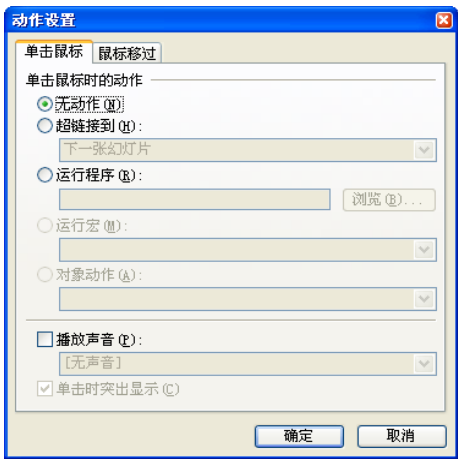 动作设置
单击鼠标 鼠标移过
单击鼠标时的动作
无动作(N)
超链接到(H):
下一张幻灯片
运行程序(R):
浏览(B)...
运行宏(M):
对象动作(A):
播放声音(P):
[无声音]
单击时突出显示(C)
确定 取消